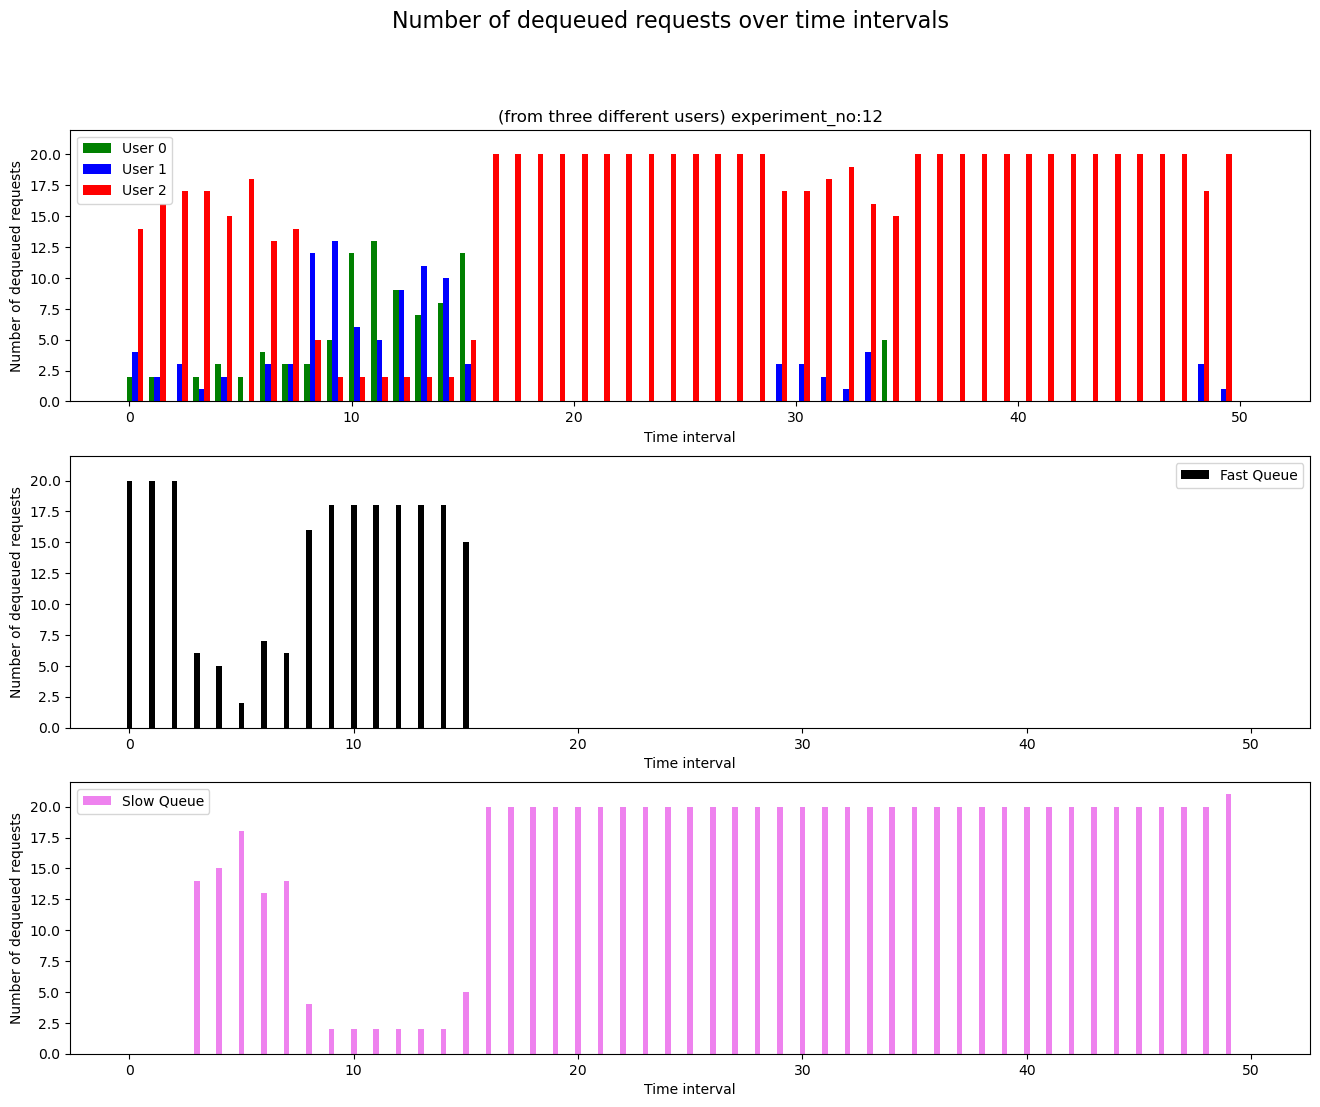 Number of dequeued requests over time intervals
(from three different users) experiment_no:12
Number of dequeued requests
20.0
17.5
15.0
12.5
10.0
7.5
5.0
2.5
0.0
User 0
User 1
User 2
0 10 20 30 40 50
Time interval
Number of dequeued requests
20.0
17.5
15.0
12.5
10.0
7.5
5.0
2.5
0.0
Fast Queue
0 10 20 30 40 50
Time interval
Number of dequeued requests
20.0
17.5
15.0
12.5
10.0
7.5
5.0
2.5
0.0
Slow Queue
0 10 20 30 40 50
Time interval